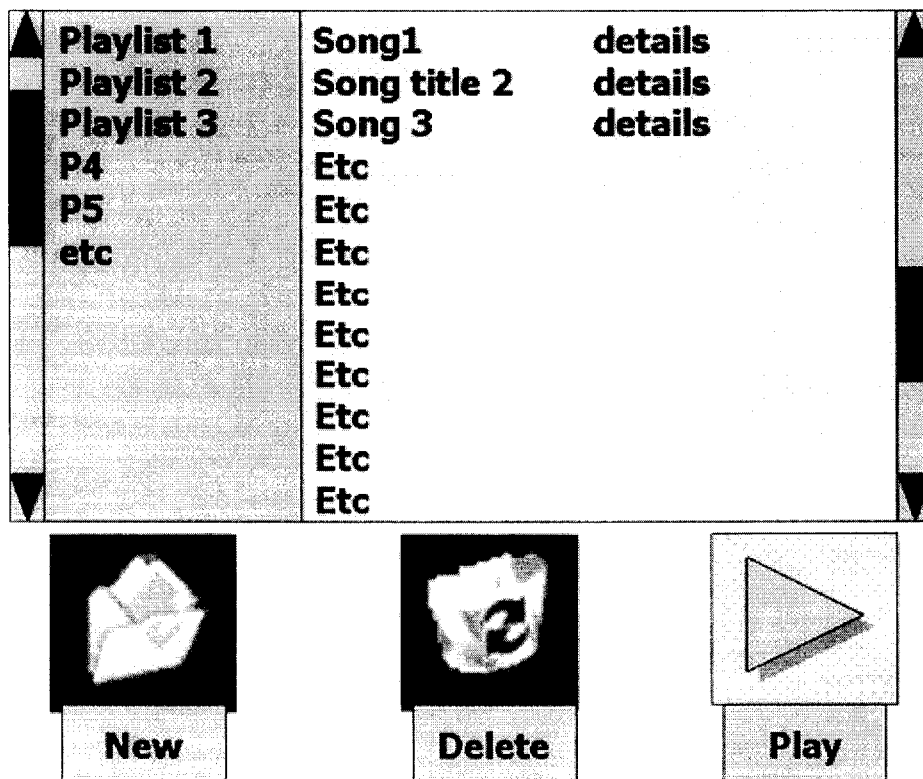 Playlist 1 Song1 details
Playlist 2 Song title 2 details
Playlist 3 Song 3 details
P4 Etc
P5 Etc
etc Etc
Etc
Etc
Etc
Etc
Etc
Etc
New Delete Play